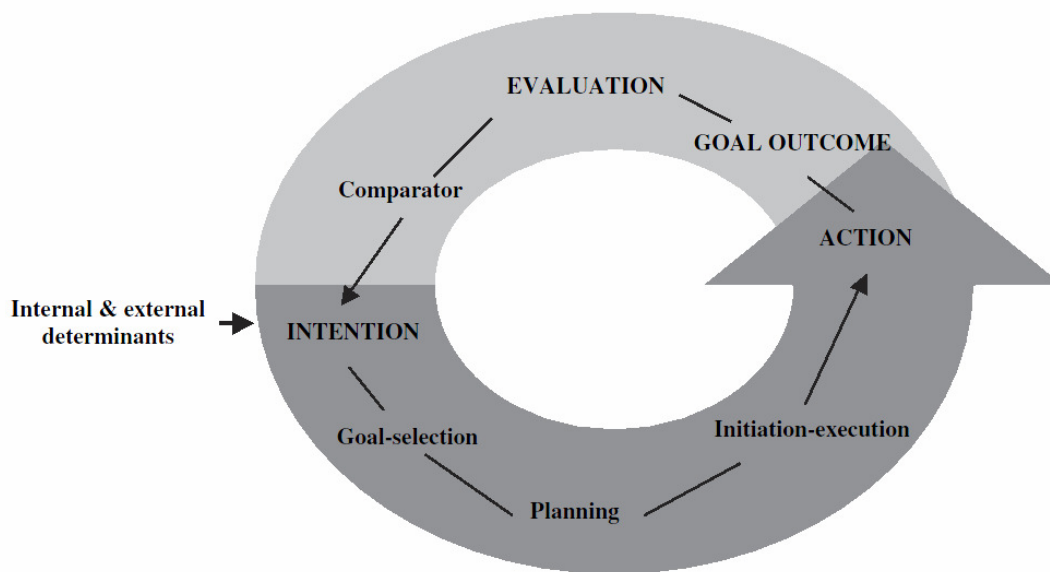 EVALUATION
GOAL OUTCOME
Comparator
ACTION
Internal & external
determinants
INTENTION
Goal-selection
Initiation-execution
Planning